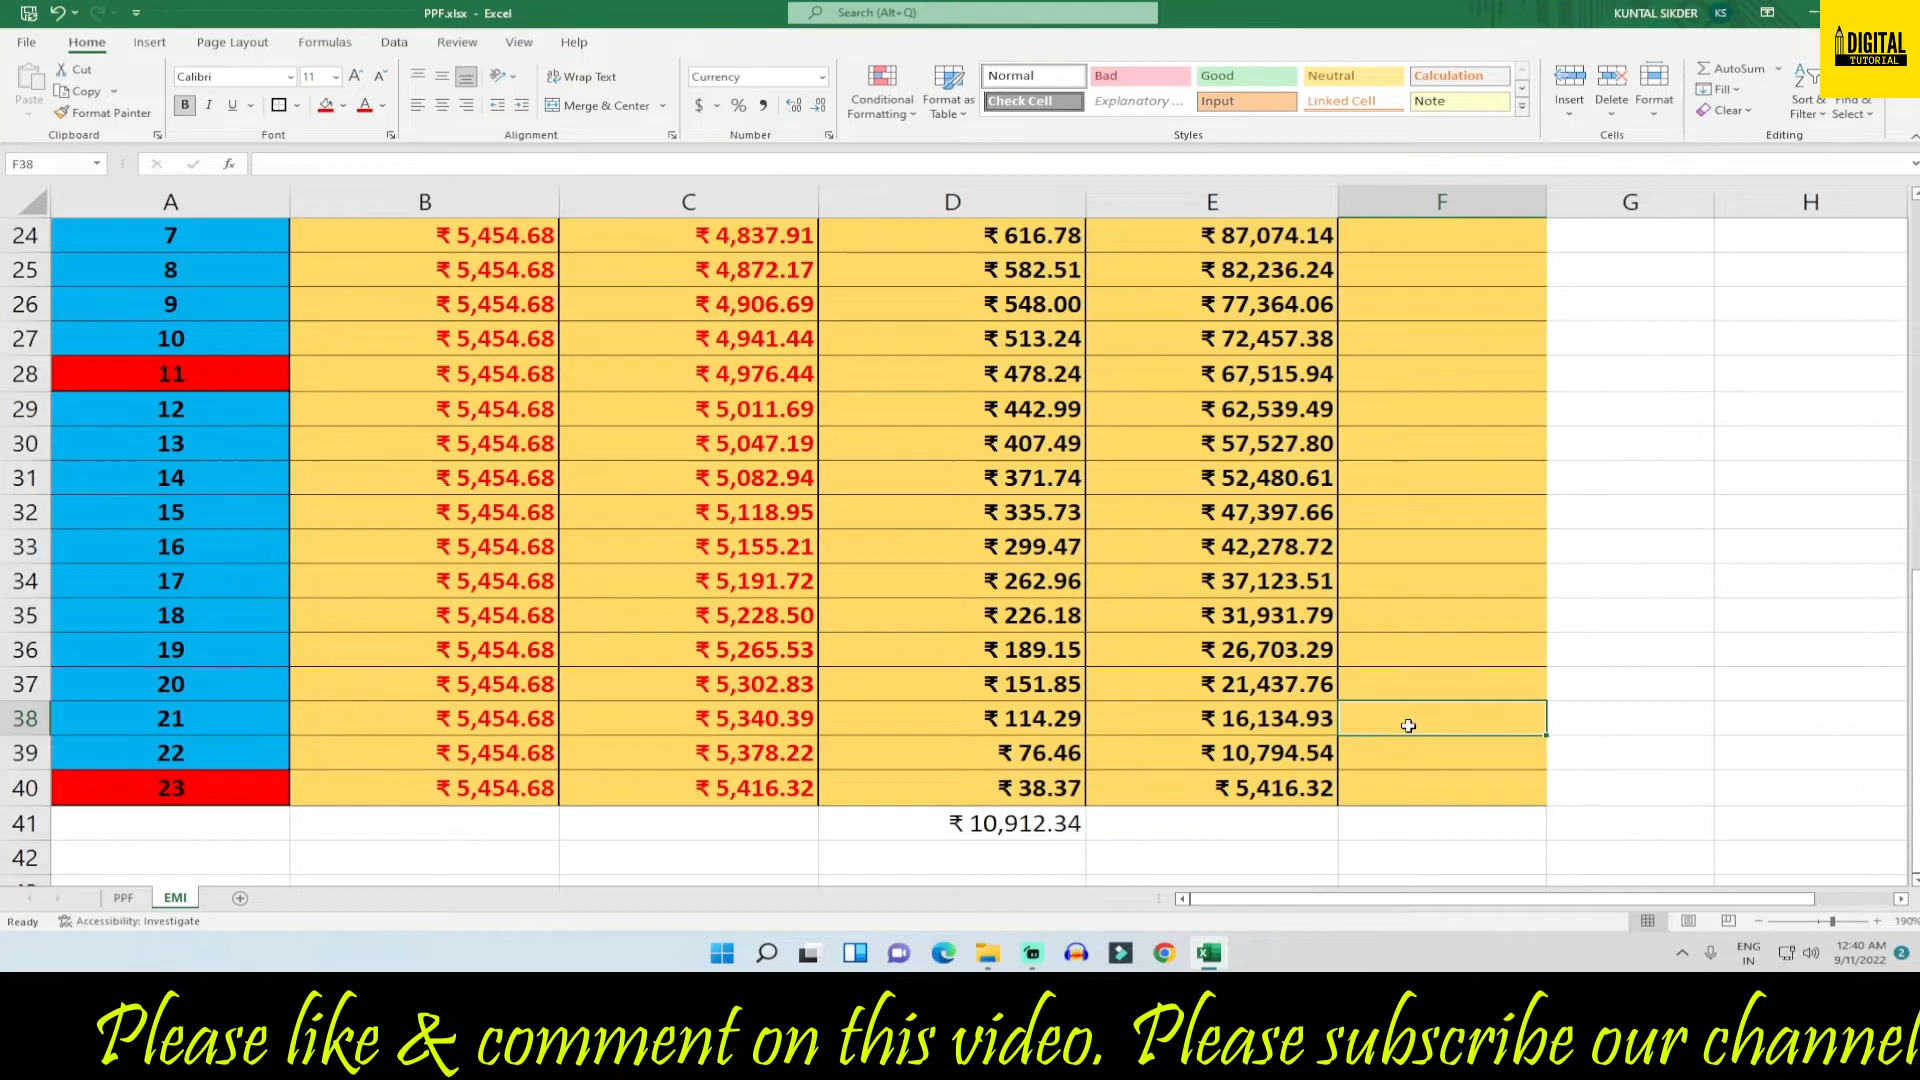 PPF.xlsx - Excel
Search (Alt+Q)
KUNTAL SIKDER KS
DIGITAL
TUTORIAL
File Home Insert Page Layout Formulas Data Review View Help
Paste
Cut
Copy
Format Painter
Clipboard
Calibri 11
B I U
Font
Wrap Text
Merge & Center
Alignment
Currency
$ % ,
Number
Conditional Formatting
Format as Table
Normal Bad Good Neutral Calculation
Check Cell Explanatory ... Input Linked Cell Note
Styles
Insert Delete Format
Cells
AutoSum
Fill
Clear
Sort & Filter
Find & Select
Editing
F38 fx
A B C D E F G H
24 7 ₹ 5,454.68 ₹ 4,837.91 ₹ 616.78 ₹ 87,074.14
25 8 ₹ 5,454.68 ₹ 4,872.17 ₹ 582.51 ₹ 82,236.24
26 9 ₹ 5,454.68 ₹ 4,906.69 ₹ 548.00 ₹ 77,364.06
27 10 ₹ 5,454.68 ₹ 4,941.44 ₹ 513.24 ₹ 72,457.38
28 11 ₹ 5,454.68 ₹ 4,976.44 ₹ 478.24 ₹ 67,515.94
29 12 ₹ 5,454.68 ₹ 5,011.69 ₹ 442.99 ₹ 62,539.49
30 13 ₹ 5,454.68 ₹ 5,047.19 ₹ 407.49 ₹ 57,527.80
31 14 ₹ 5,454.68 ₹ 5,082.94 ₹ 371.74 ₹ 52,480.61
32 15 ₹ 5,454.68 ₹ 5,118.95 ₹ 335.73 ₹ 47,397.66
33 16 ₹ 5,454.68 ₹ 5,155.21 ₹ 299.47 ₹ 42,278.72
34 17 ₹ 5,454.68 ₹ 5,191.72 ₹ 262.96 ₹ 37,123.51
35 18 ₹ 5,454.68 ₹ 5,228.50 ₹ 226.18 ₹ 31,931.79
36 19 ₹ 5,454.68 ₹ 5,265.53 ₹ 189.15 ₹ 26,703.29
37 20 ₹ 5,454.68 ₹ 5,302.83 ₹ 151.85 ₹ 21,437.76
38 21 ₹ 5,454.68 ₹ 5,340.39 ₹ 114.29 ₹ 16,134.93
39 22 ₹ 5,454.68 ₹ 5,378.22 ₹ 76.46 ₹ 10,794.54
40 23 ₹ 5,454.68 ₹ 5,416.32 ₹ 38.37 ₹ 5,416.32
41 ₹ 10,912.34
42
PPF EMI
Ready Accessibility: Investigate 190%
ENG
IN
12:40 AM
9/11/2022 2
Please like & comment on this video. Please subscribe our channel